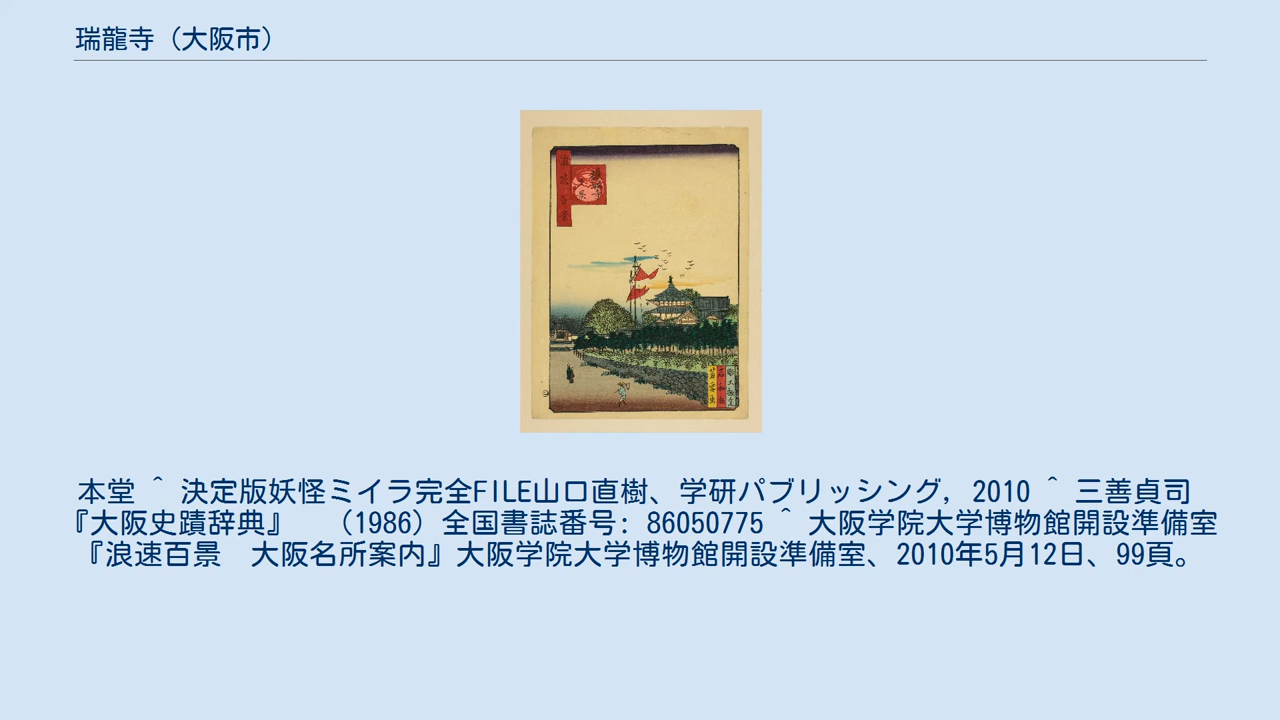 瑞龍寺（大阪市）
本堂 ^ 決定版妖怪ミイラ完全FILE山口直樹、学研パブリッシング, 2010 ^ 三善貞司
『大阪史蹟辞典』　（1986）全国書誌番号: 86050775 ^ 大阪学院大学博物館開設準備室
『浪速百景　大阪名所案内』大阪学院大学博物館開設準備室、2010年5月12日、99頁。